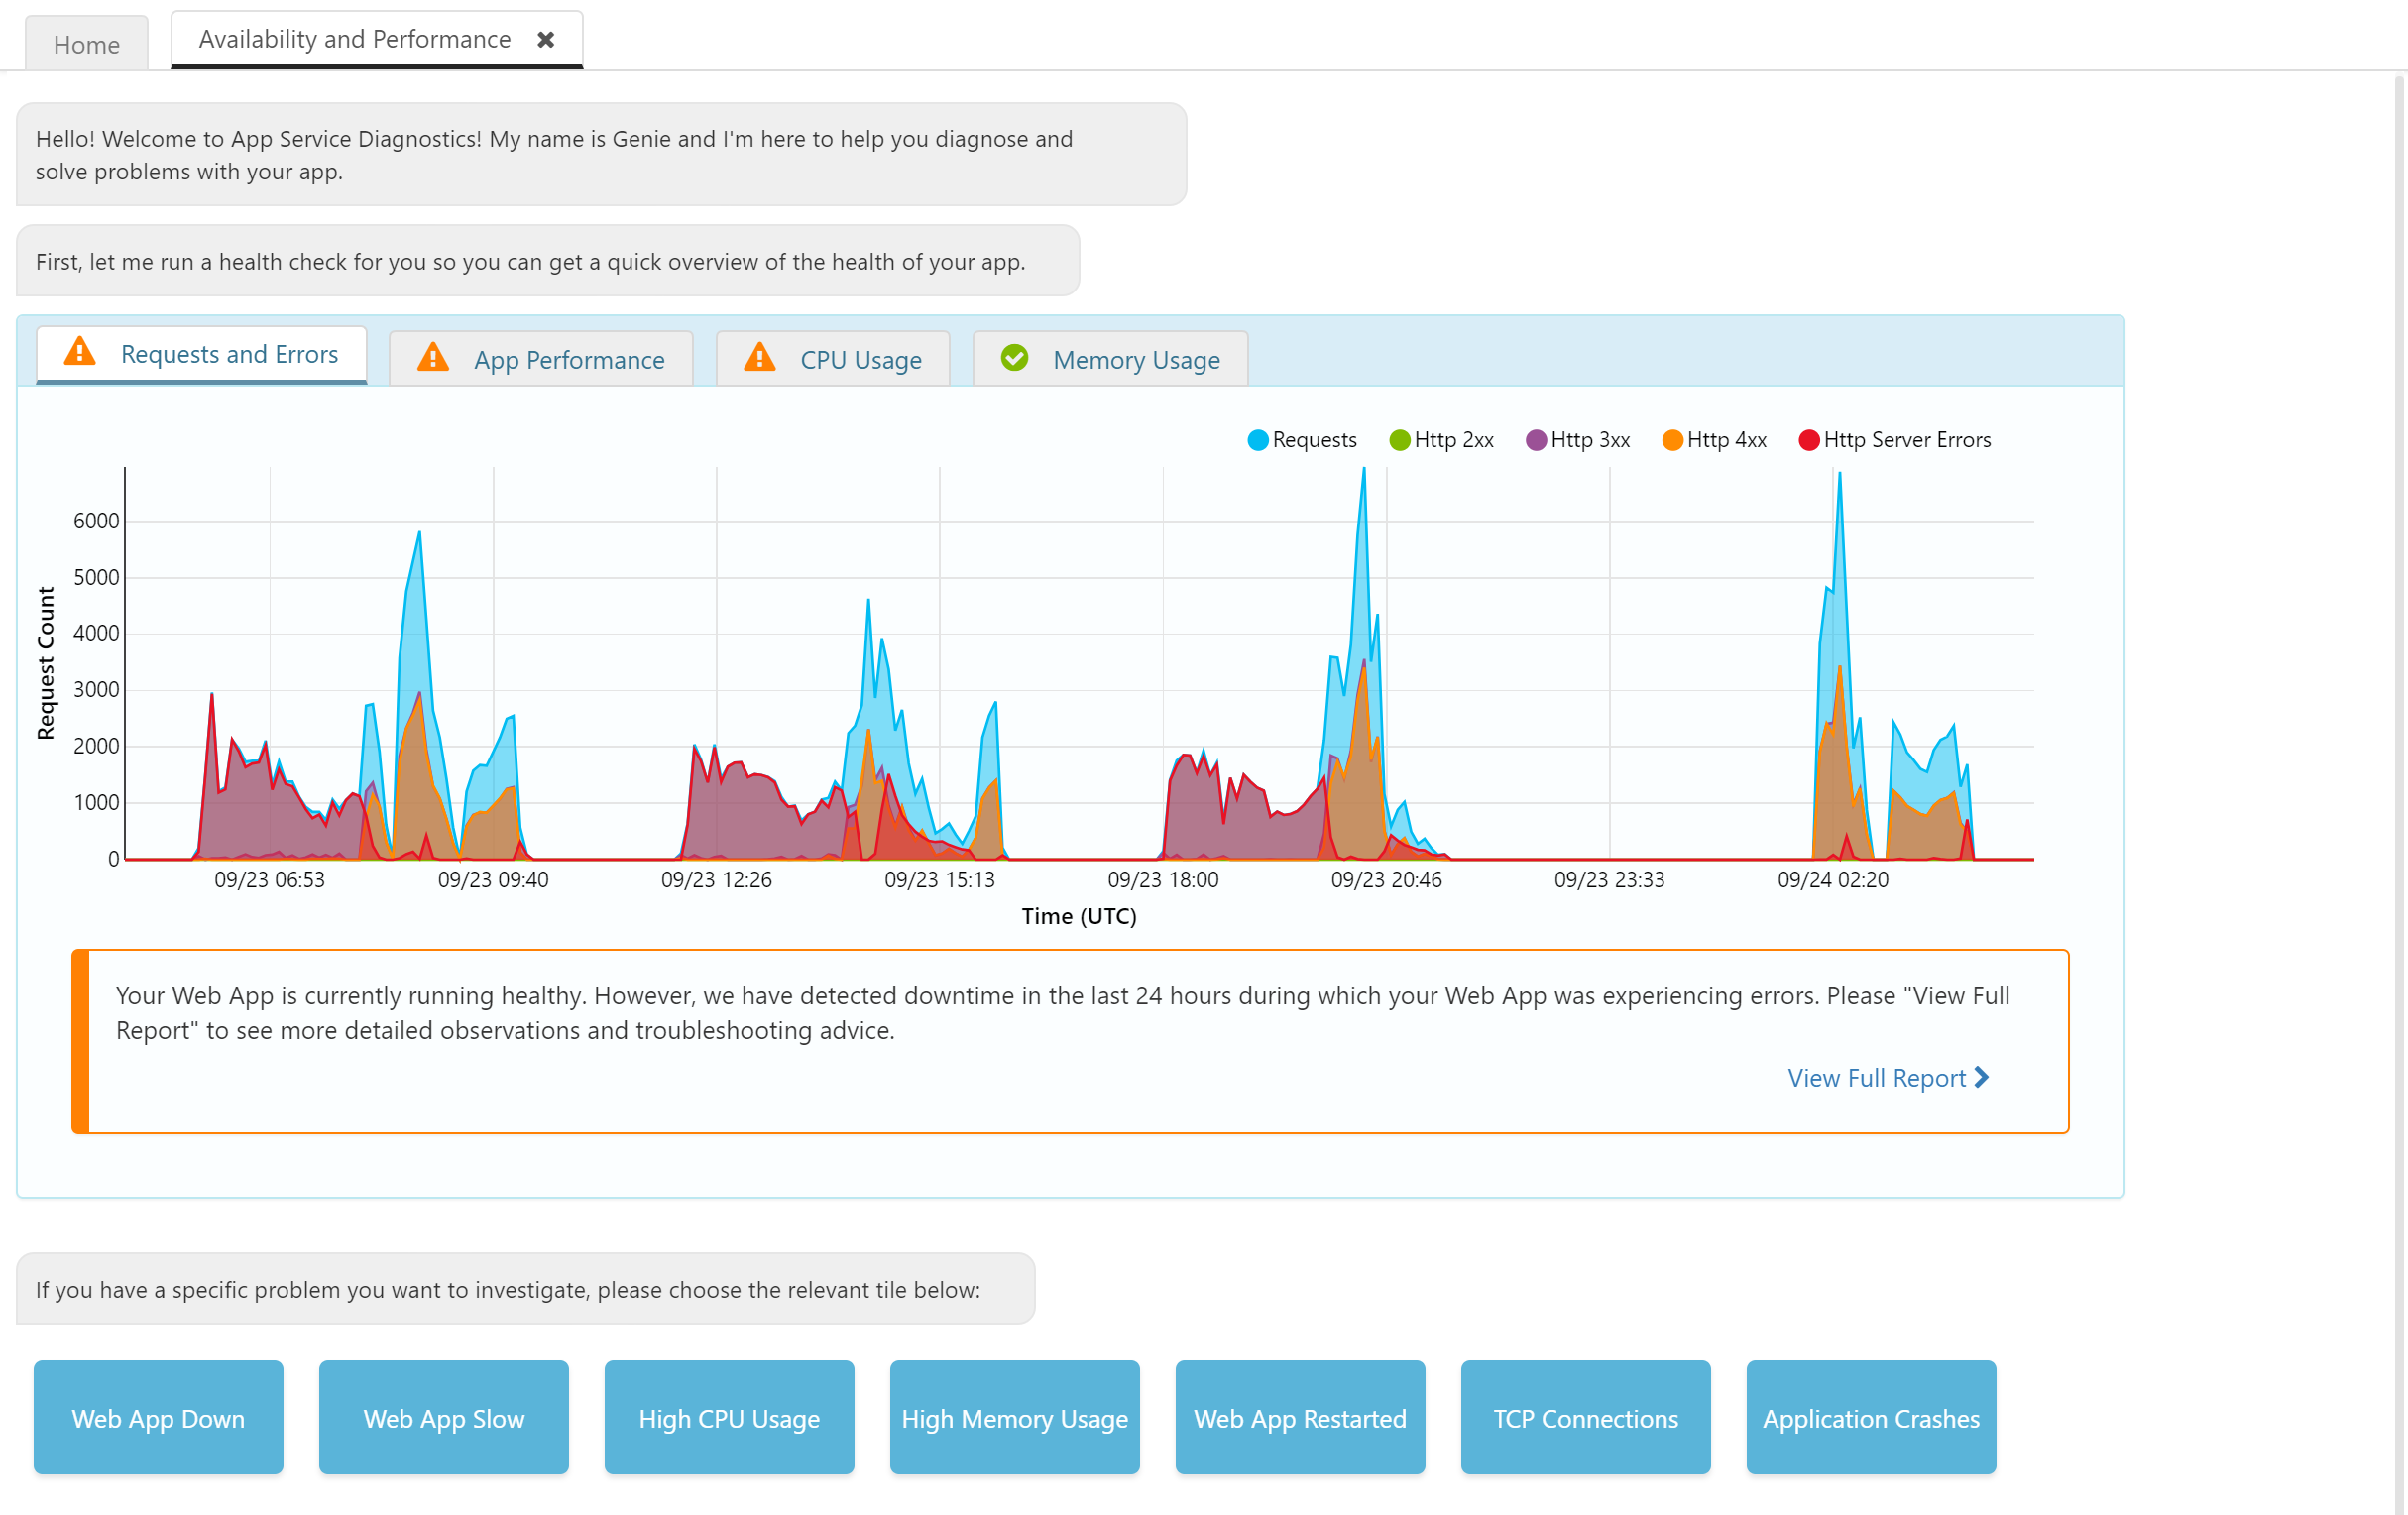 Home
Availability and Performance
Hello! Welcome to App Service Diagnostics! My name is Genie and I'm here to help you diagnose and
solve problems with your app.
First, let me run a health check for you so you can get a quick overview of the health of your app.
Requests and Errors
App Performance
CPU Usage
Memory Usage
Requests
Http 2xx
Http 3xx
Http 4xx
Http Server Errors
Request Count
6000
5000
4000
3000
2000
1000
0
09/23 06:53
09/23 09:40
09/23 12:26
09/23 15:13
09/23 18:00
09/23 20:46
09/23 23:33
09/24 02:20
Time (UTC)
Your Web App is currently running healthy. However, we have detected downtime in the last 24 hours during which your Web App was experiencing errors. Please "View Full
Report" to see more detailed observations and troubleshooting advice.
View Full Report
If you have a specific problem you want to investigate, please choose the relevant tile below:
Web App Down
Web App Slow
High CPU Usage
High Memory Usage
Web App Restarted
TCP Connections
Application Crashes